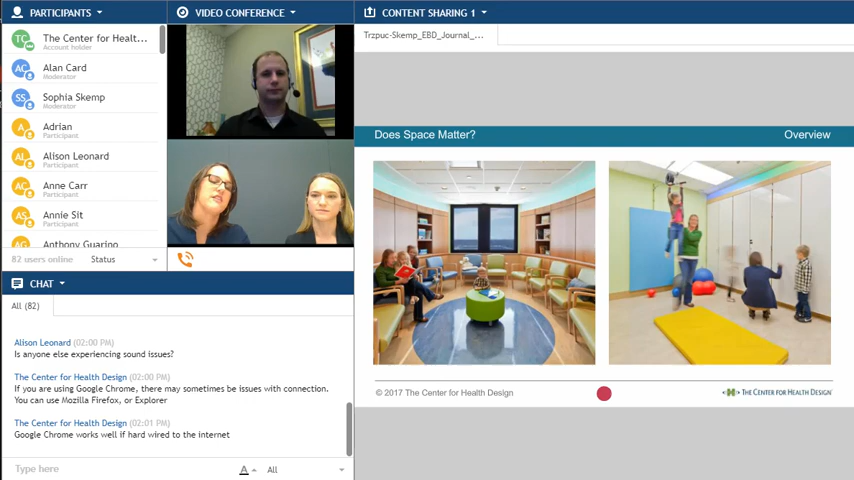 PARTICIPANTS
TC
The Center for Healt...
Account holder
AC
Alan Card
Moderator
SS
Sophia Skemp
Moderator
A
Adrian
Participant
AL
Alison Leonard
Participant
AC
Anne Carr
Participant
AS
Annie Sit
Participant
Anthony Guarino
82 users online
Status
VIDEO CONFERENCE
CHAT
All (82)
Alison Leonard (02:00 PM)
Is anyone else experiencing sound issues?
The Center for Health Design (02:00 PM)
If you are using Google Chrome, there may sometimes be issues with connection.
You can use Mozilla Firefox, or Explorer
The Center for Health Design (02:01 PM)
Google Chrome works well if hard wired to the internet
Type here
A
All
CONTENT SHARING 1
Trzpuc-Skemp_EBD_Journal_...
Does Space Matter?
Overview
© 2017 The Center for Health Design
THE CENTER FOR HEALTH DESIGN